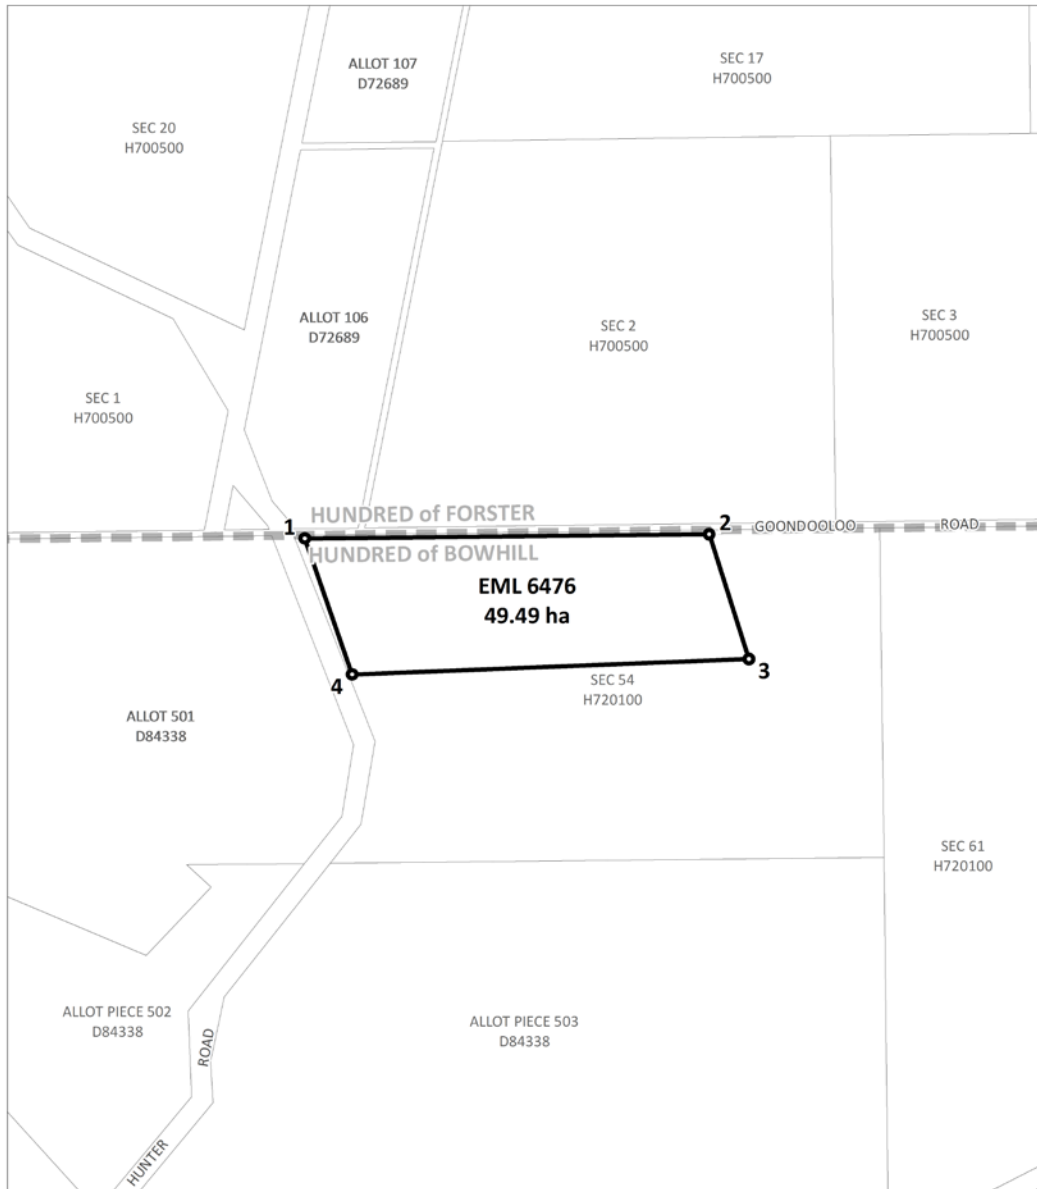 ALLOT 107
D72689
SEC 17
H700500
SEC 20
H700500
ALLOT 106
D72689
SEC 2
H700500
SEC 3
H700500
SEC 1
H700500
HUNDRED of FORSTER
1
2
GOONDOOLOO ROAD
HUNDRED of BOWHILL
EML 6476
49.49 ha
3
4
SEC 54
H720100
ALLOT 501
D84338
SEC 61
H720100
ALLOT PIECE 502
D84338
ALLOT PIECE 503
D84338
HUNTER ROAD